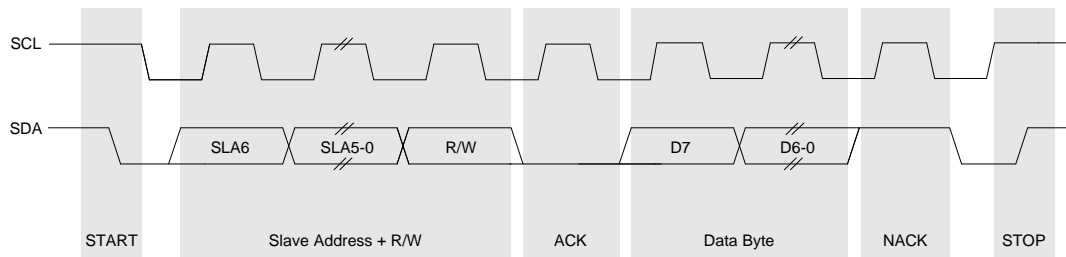 SCL
SDA
SLA6 SLA5-0 R/W D7 D6-0
START Slave Address + R/W ACK Data Byte NACK STOP